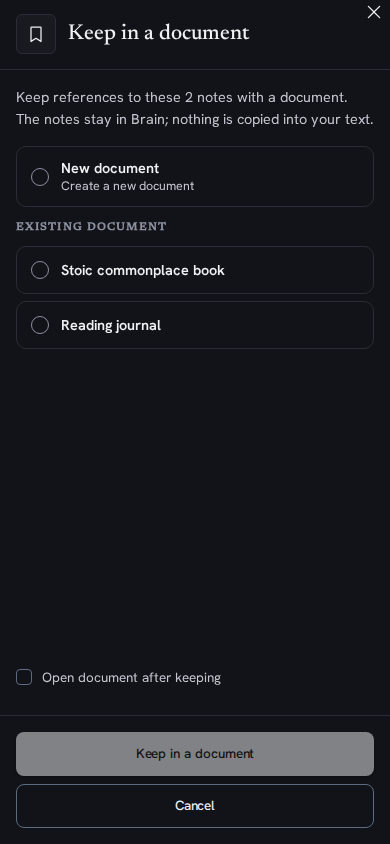 Keep in a document
Keep references to these 2 notes with a document.
The notes stay in Brain; nothing is copied into your text.
New document
Create a new document
EXISTING DOCUMENT
Stoic commonplace book
Reading journal
Open document after keeping
Keep in a document
Cancel